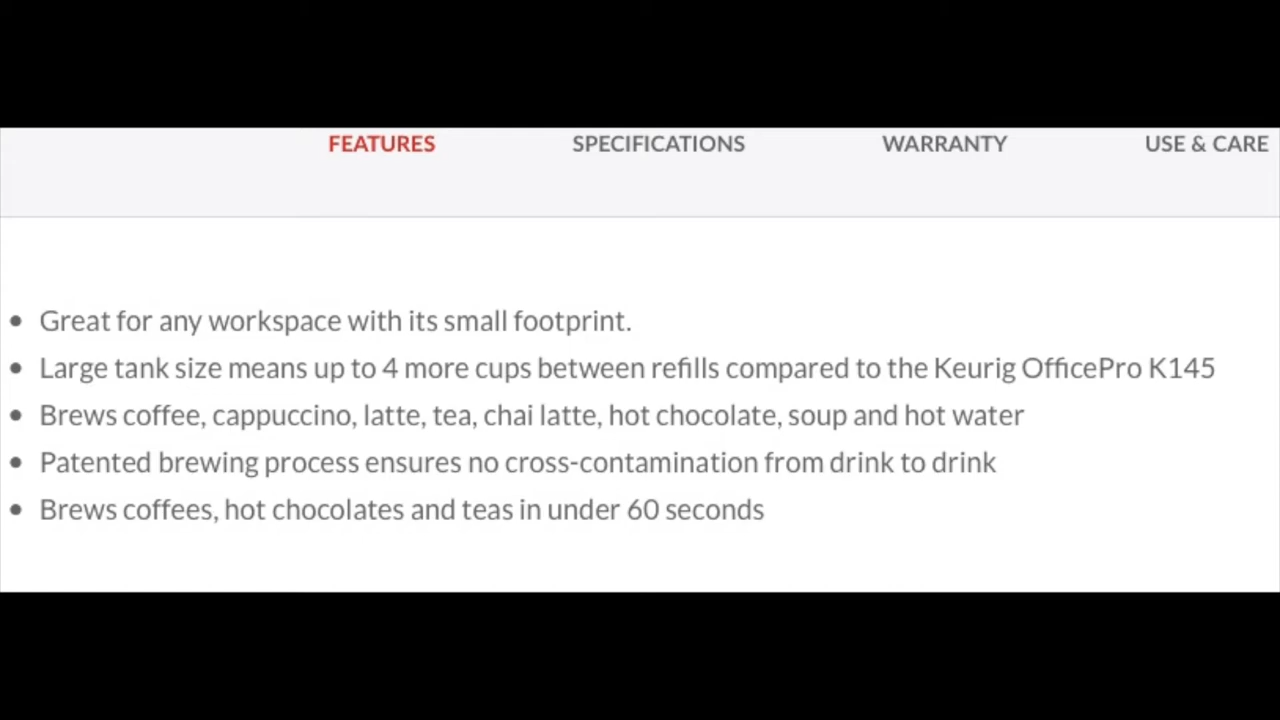 FEATURES SPECIFICATIONS WARRANTY USE & CARE
• Great for any workspace with its small footprint.
• Large tank size means up to 4 more cups between refills compared to the Keurig OfficePro K145
• Brews coffee, cappuccino, latte, tea, chai latte, hot chocolate, soup and hot water
• Patented brewing process ensures no cross-contamination from drink to drink
• Brews coffees, hot chocolates and teas in under 60 seconds